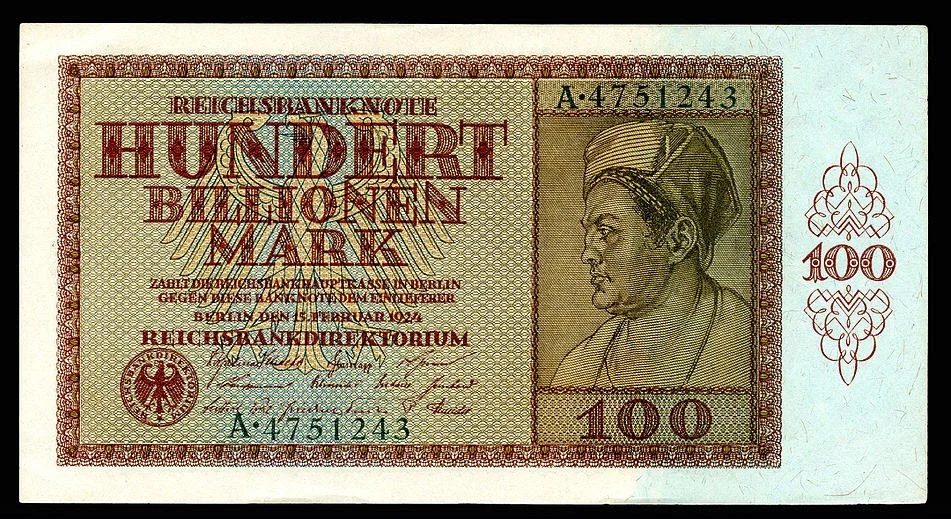 REICHSBANKNOTE
HUNDERT
BILLIONEN
MARK
ZAHLT DIE REICHSBANKHAUPTKASSE IN BERLIN
GEGEN DIESE BANKNOTE DEM EINLIEFERER
BERLIN DEN 15. FEBRUAR 1924
REICHSBANKDIREKTORIUM
REICHSBANKDIREKTORIUM
A·4751243
A·4751243
100
100